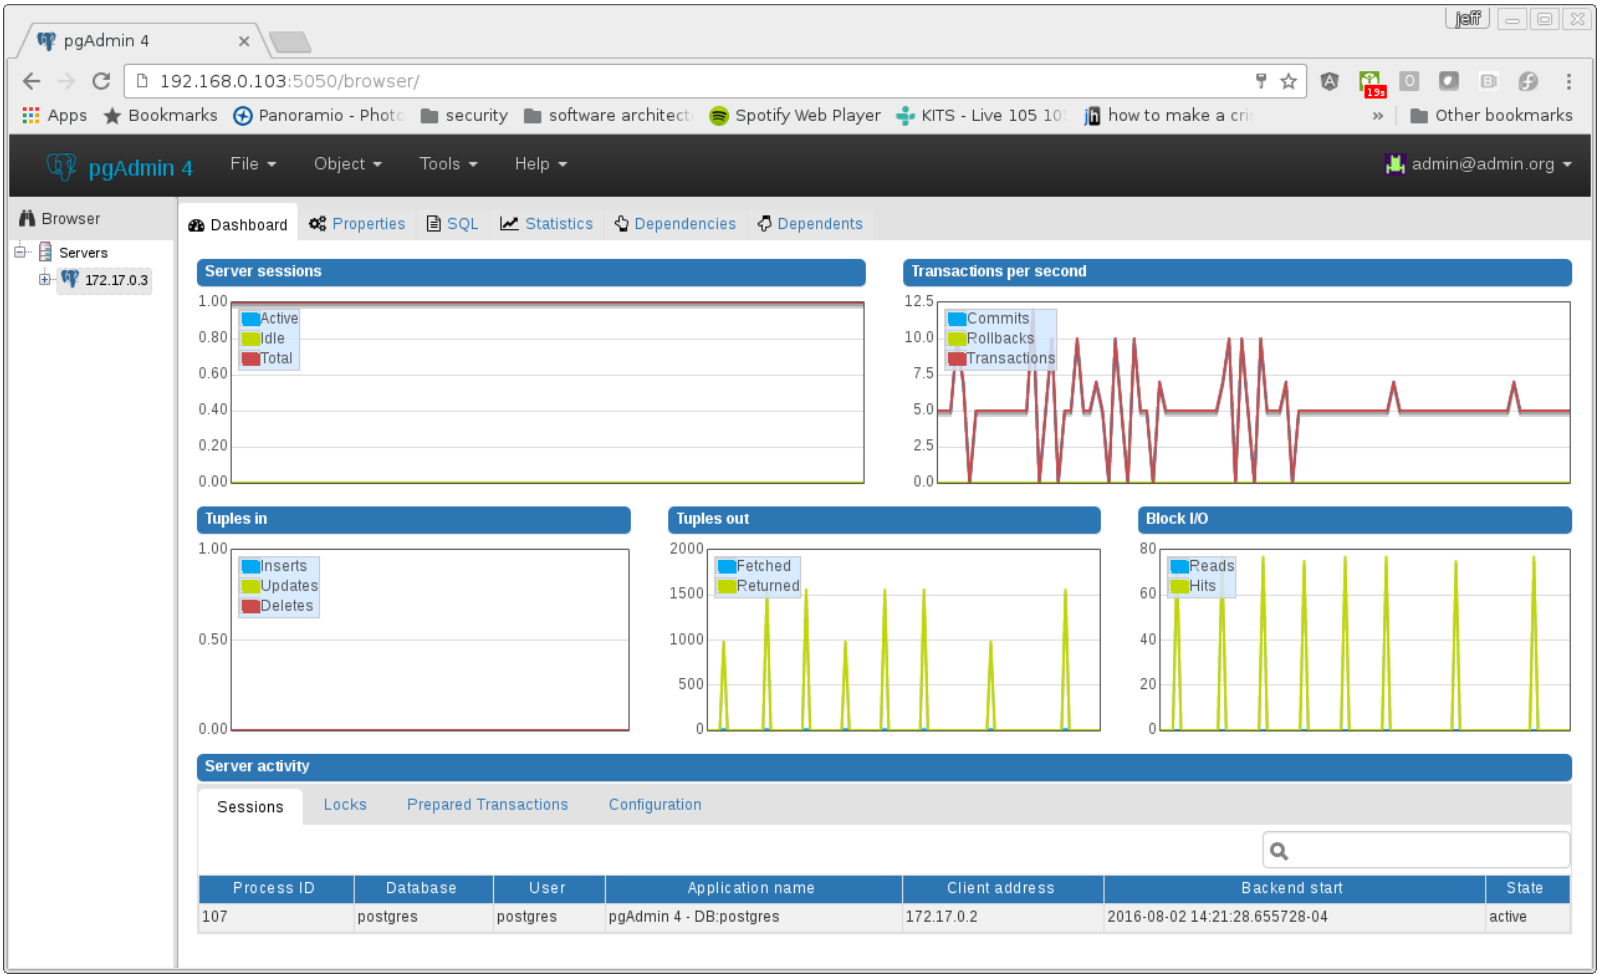 jeff
pgAdmin 4
192.168.0.103:5050/browser/
19s
Apps Bookmarks Panoramio - Photo security software architect Spotify Web Player KITS - Live 105 10 how to make a cri » Other bookmarks
pgAdmin 4 File Object Tools Help admin@admin.org
Browser
Dashboard Properties SQL Statistics Dependencies Dependents
Servers
172.17.0.3
Server sessions
1.00
0.80
0.60
0.40
0.20
0.00
Active
Idle
Total
Transactions per second
12.5
10.0
7.5
5.0
2.5
0.0
Commits
Rollbacks
Transactions
Tuples in
1.00
0.50
0.00
Inserts
Updates
Deletes
Tuples out
2000
1500
1000
500
0
Fetched
Returned
Block I/O
80
60
40
20
0
Reads
Hits
Server activity
Sessions Locks Prepared Transactions Configuration
Process ID Database User Application name Client address Backend start State
107 postgres postgres pgAdmin 4 - DB:postgres 172.17.0.2 2016-08-02 14:21:28.655728-04 active